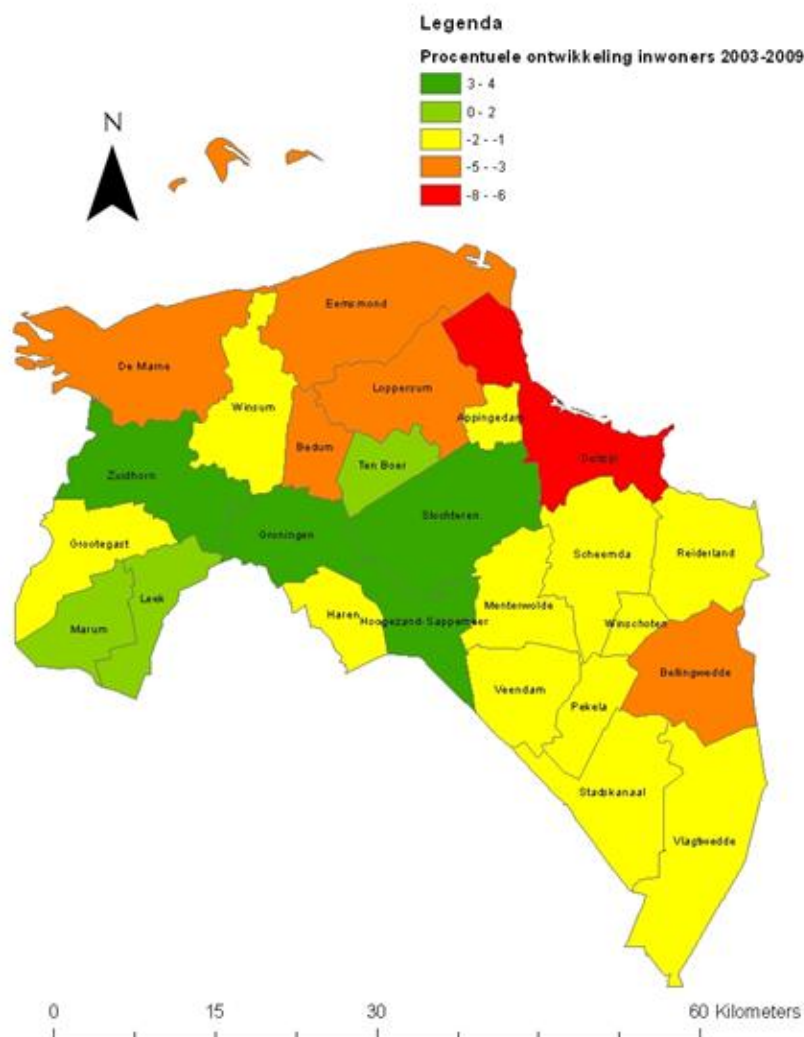 Legenda
Procentuele ontwikkeling inwoners 2003-2009
3 - 4
0 - 2
-2 - -1
-5 - -3
-8 - -6
N
Eemsmond
De Marne
Loppersum
Winsum
Appingedam
Bedum
Ten Boer
Delfzijl
Zuidhorn
Slochteren
Groningen
Grootegast
Scheemda
Reiderland
Leek
Menterwolde
Haren
Hoogezand-Sappemeer
Winschoten
Marum
Bellingwedde
Veendam
Pekela
Stadskanaal
Vlagtwedde
0 15 30 60 Kilometers